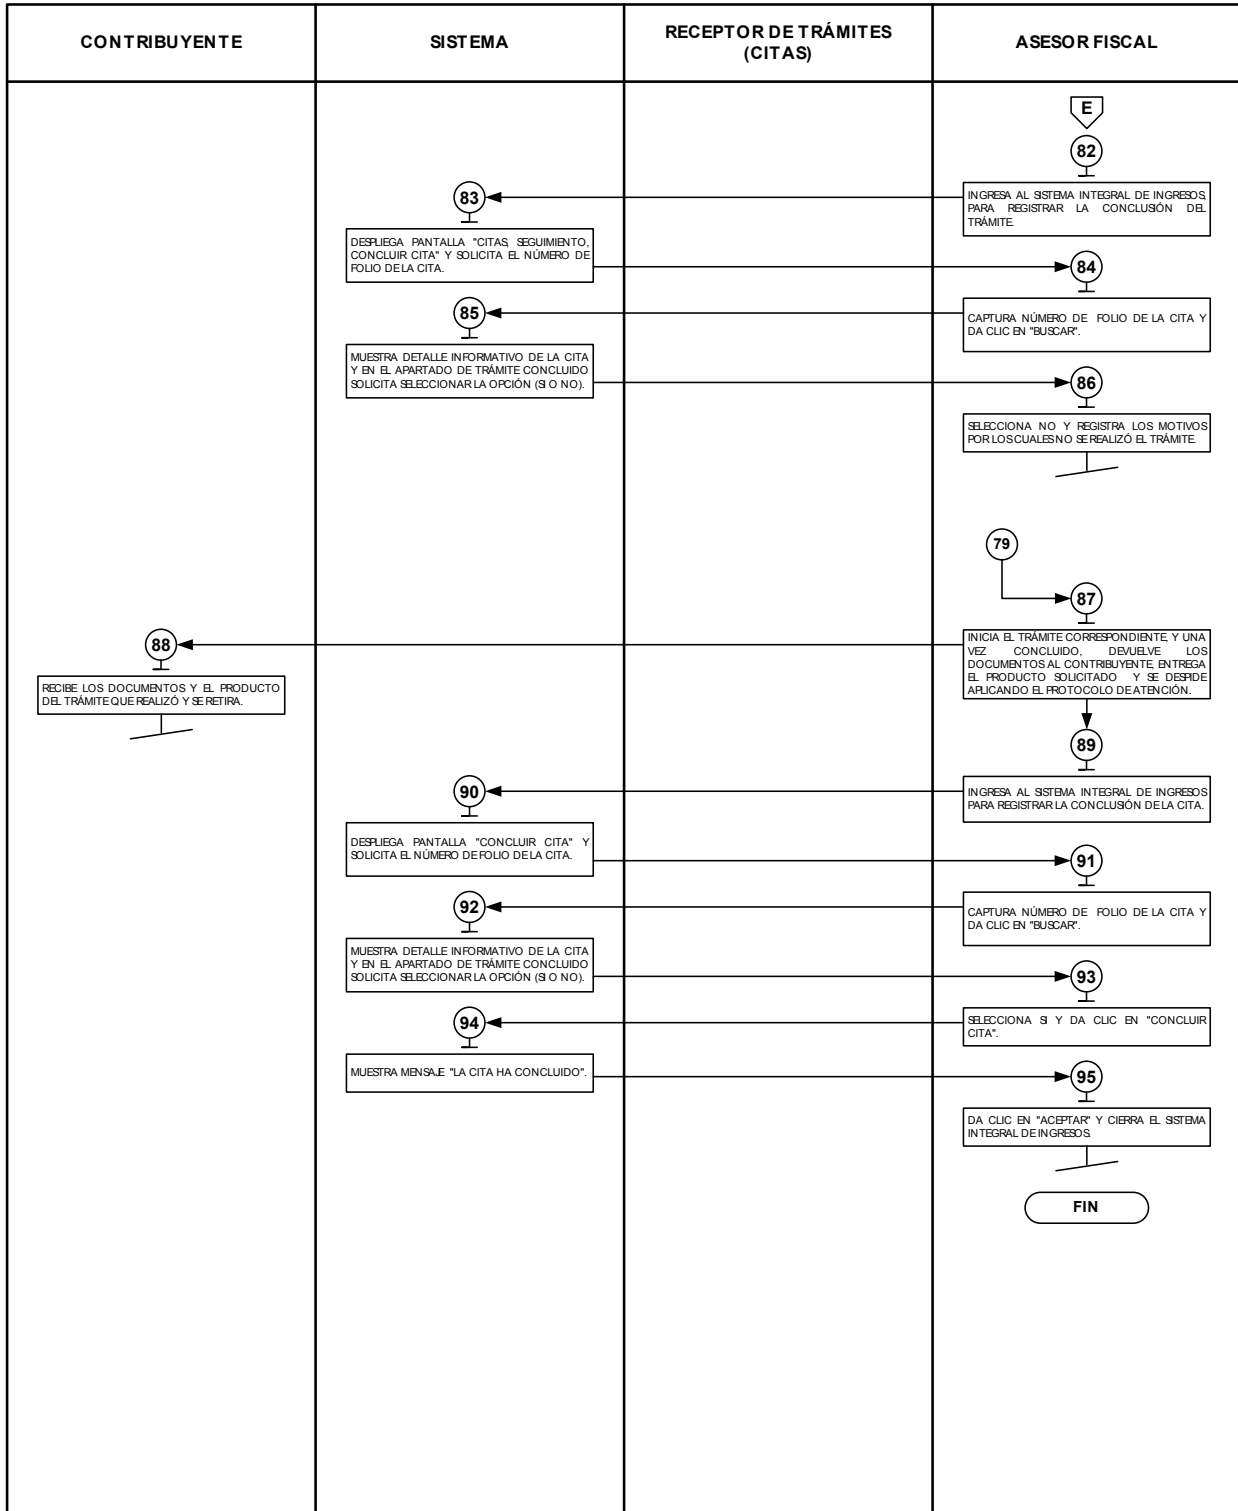 CONTRIBUYENTE
SISTEMA
RECEPTOR DE TRÁMITES
(CITAS)
ASESOR FISCAL
E
82
INGRESA AL SISTEMA INTEGRAL DE INGRESOS,
PARA REGISTRAR LA CONCLUSIÓN DEL
TRÁMITE.
83
DESPLIEGA PANTALLA "CITAS, SEGUIMIENTO,
CONCLUIR CITA" Y SOLICITA EL NÚMERO DE
FOLIO DE LA CITA.
84
CAPTURA NÚMERO DE FOLIO DE LA CITA Y
DA CLIC EN "BUSCAR".
85
MUESTRA DETALLE INFORMATIVO DE LA CITA
Y EN EL APARTADO DE TRÁMITE CONCLUIDO
SOLICITA SELECCIONAR LA OPCIÓN (SI O NO).
86
SELECCIONA NO Y REGISTRA LOS MOTIVOS
POR LOS CUALES NO SE REALIZÓ EL TRÁMITE.
79
87
INICIA EL TRÁMITE CORRESPONDIENTE, Y UNA
VEZ CONCLUIDO, DEVUELVE LOS
DOCUMENTOS AL CONTRIBUYENTE, ENTREGA
EL PRODUCTO SOLICITADO Y SE DESPIDE
APLICANDO EL PROTOCOLO DE ATENCIÓN.
88
RECIBE LOS DOCUMENTOS Y EL PRODUCTO
DEL TRÁMITE QUE REALIZÓ Y SE RETIRA.
89
INGRESA AL SISTEMA INTEGRAL DE INGRESOS
PARA REGISTRAR LA CONCLUSIÓN DE LA CITA.
90
DESPLIEGA PANTALLA "CONCLUIR CITA" Y
SOLICITA EL NÚMERO DE FOLIO DE LA CITA.
91
CAPTURA NÚMERO DE FOLIO DE LA CITA Y
DA CLIC EN "BUSCAR".
92
MUESTRA DETALLE INFORMATIVO DE LA CITA
Y EN EL APARTADO DE TRÁMITE CONCLUIDO
SOLICITA SELECCIONAR LA OPCIÓN (SI O NO).
93
SELECCIONA SI Y DA CLIC EN "CONCLUIR
CITA".
94
MUESTRA MENSAJE "LA CITA HA CONCLUIDO".
95
DA CLIC EN "ACEPTAR" Y CIERRA EL SISTEMA
INTEGRAL DE INGRESOS.
FIN